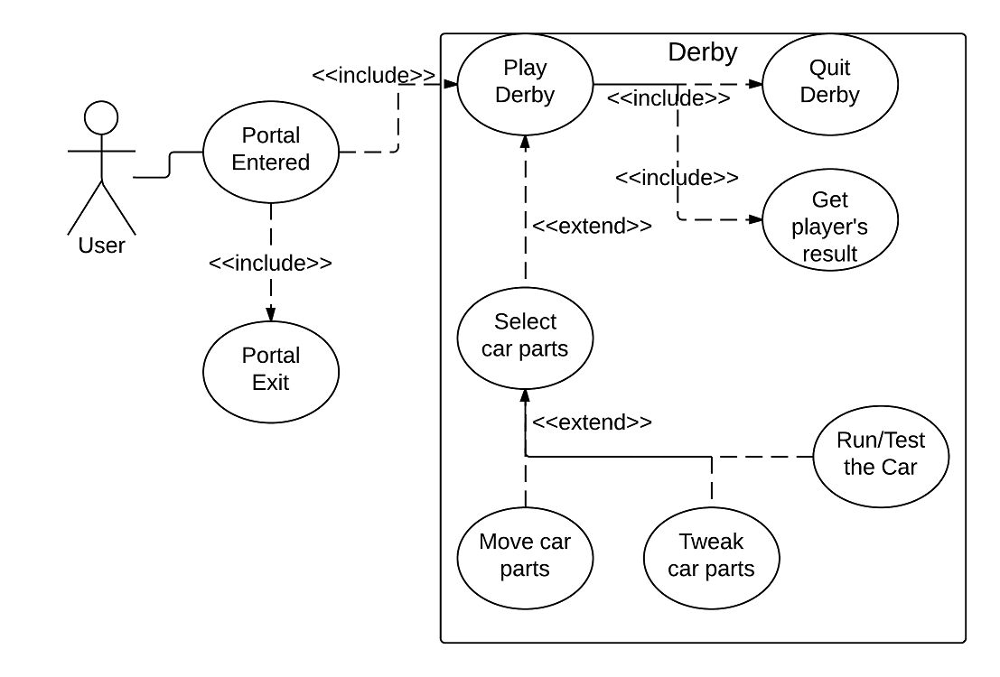 Derby
<<include>>
Play
Derby
Quit
Derby
<<include>>
Portal
Entered
<<include>>
Get
player's
result
<<extend>>
User
<<include>>
Select
car parts
Portal
Exit
<<extend>>
Run/Test
the Car
Move car
parts
Tweak
car parts